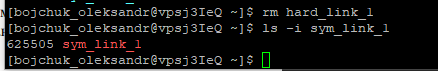 [bojchuk_oleksandr@vpsj3IeQ ~]$ rm hard_link_1
[bojchuk_oleksandr@vpsj3IeQ ~]$ ls -i sym_link_1
625505 sym_link_1
[bojchuk_oleksandr@vpsj3IeQ ~]$